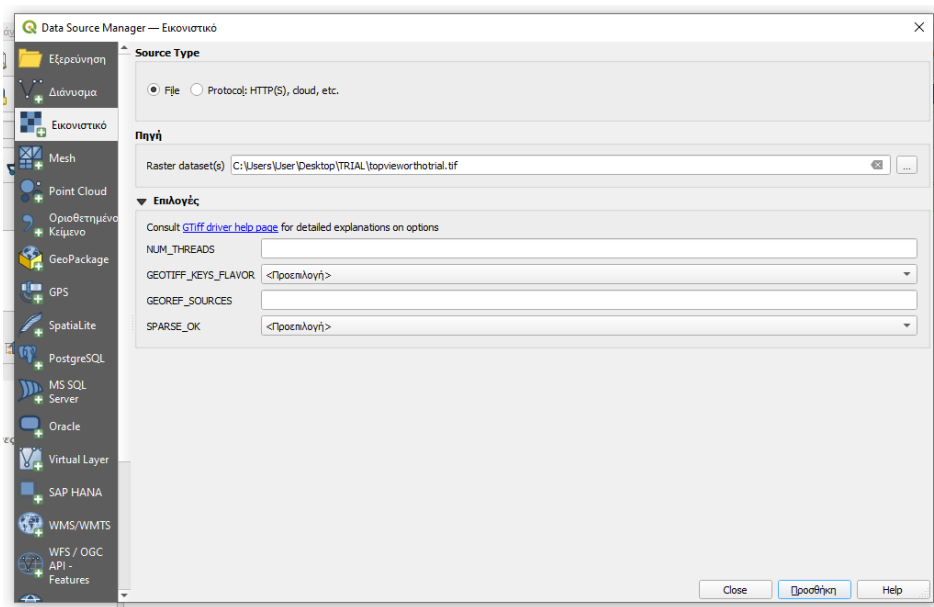 Data Source Manager — Εικονιστικό
Εξερεύνηση
Διάνυσμα
Εικονιστικό
Mesh
Point Cloud
Οριοθετημένο
Κείμενο
GeoPackage
GPS
SpatiaLite
PostgreSQL
MS SQL
Server
Oracle
Virtual Layer
SAP HANA
WMS/WMTS
WFS / OGC
API -
Features
Source Type
File Protocol: HTTP(S), cloud, etc.
Πηγή
Raster dataset(s) C:\Users\User\Desktop\TRIAL\topvieworthotrial.tif ...
Επιλογές
Consult GTiff driver help page for detailed explanations on options
NUM_THREADS
GEOTIFF_KEYS_FLAVOR <Προεπιλογή>
GEOREF_SOURCES
SPARSE_OK <Προεπιλογή>
Close Προσθήκη Help